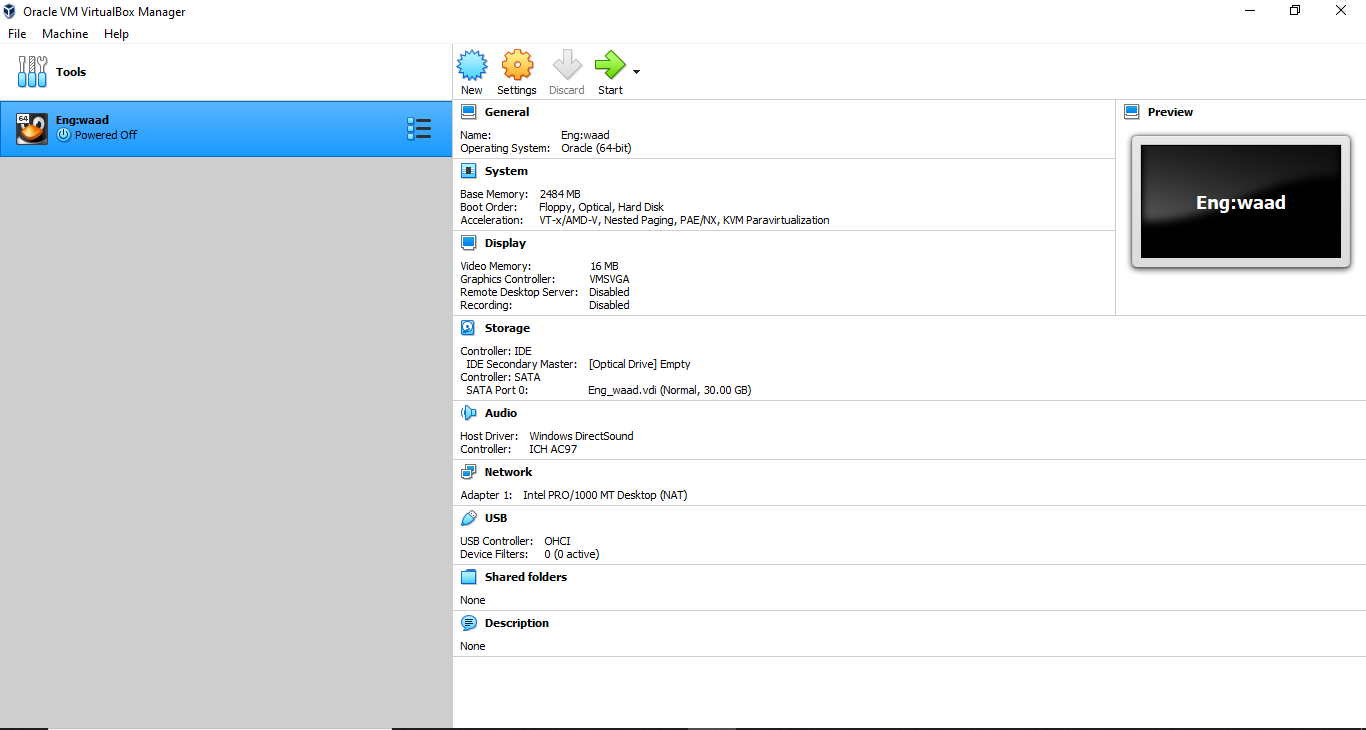 Oracle VM VirtualBox Manager
File Machine Help
Tools
New Settings Discard Start
64
Eng:waad
Powered Off
General
Name: Eng:waad
Operating System: Oracle (64-bit)
System
Base Memory: 2484 MB
Boot Order: Floppy, Optical, Hard Disk
Acceleration: VT-x/AMD-V, Nested Paging, PAE/NX, KVM Paravirtualization
Display
Video Memory: 16 MB
Graphics Controller: VMSVGA
Remote Desktop Server: Disabled
Recording: Disabled
Storage
Controller: IDE
IDE Secondary Master: [Optical Drive] Empty
Controller: SATA
SATA Port 0: Eng_waad.vdi (Normal, 30.00 GB)
Audio
Host Driver: Windows DirectSound
Controller: ICH AC97
Network
Adapter 1: Intel PRO/1000 MT Desktop (NAT)
USB
USB Controller: OHCI
Device Filters: 0 (0 active)
Shared folders
None
Description
None
Preview
Eng:waad